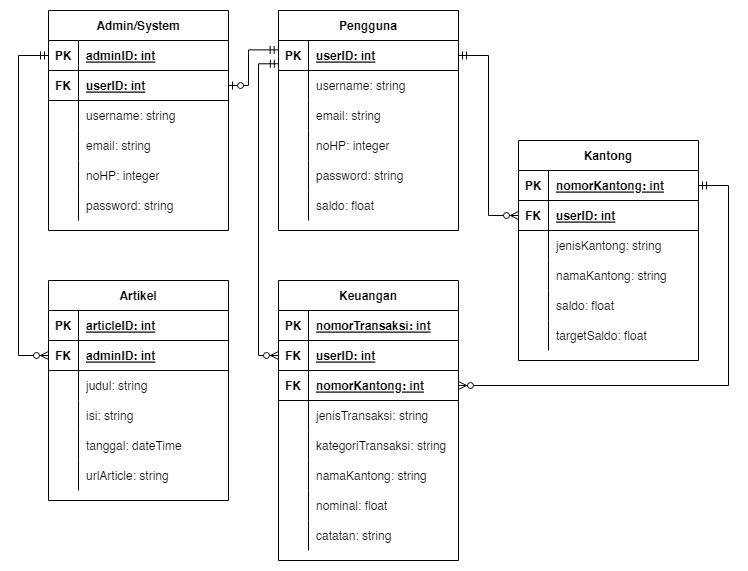 Admin/System
PK adminID: int
FK userID: int
username: string
email: string
noHP: integer
password: string
Pengguna
PK userID: int
username: string
email: string
noHP: integer
password: string
saldo: float
Kantong
PK nomorKantong: int
FK userID: int
jenisKantong: string
namaKantong: string
saldo: float
targetSaldo: float
Artikel
PK articleID: int
FK adminID: int
judul: string
isi: string
tanggal: dateTime
urlArticle: string
Keuangan
PK nomorTransaksi: int
FK userID: int
FK nomorKantong: int
jenisTransaksi: string
kategoriTransaksi: string
namaKantong: string
nominal: float
catatan: string